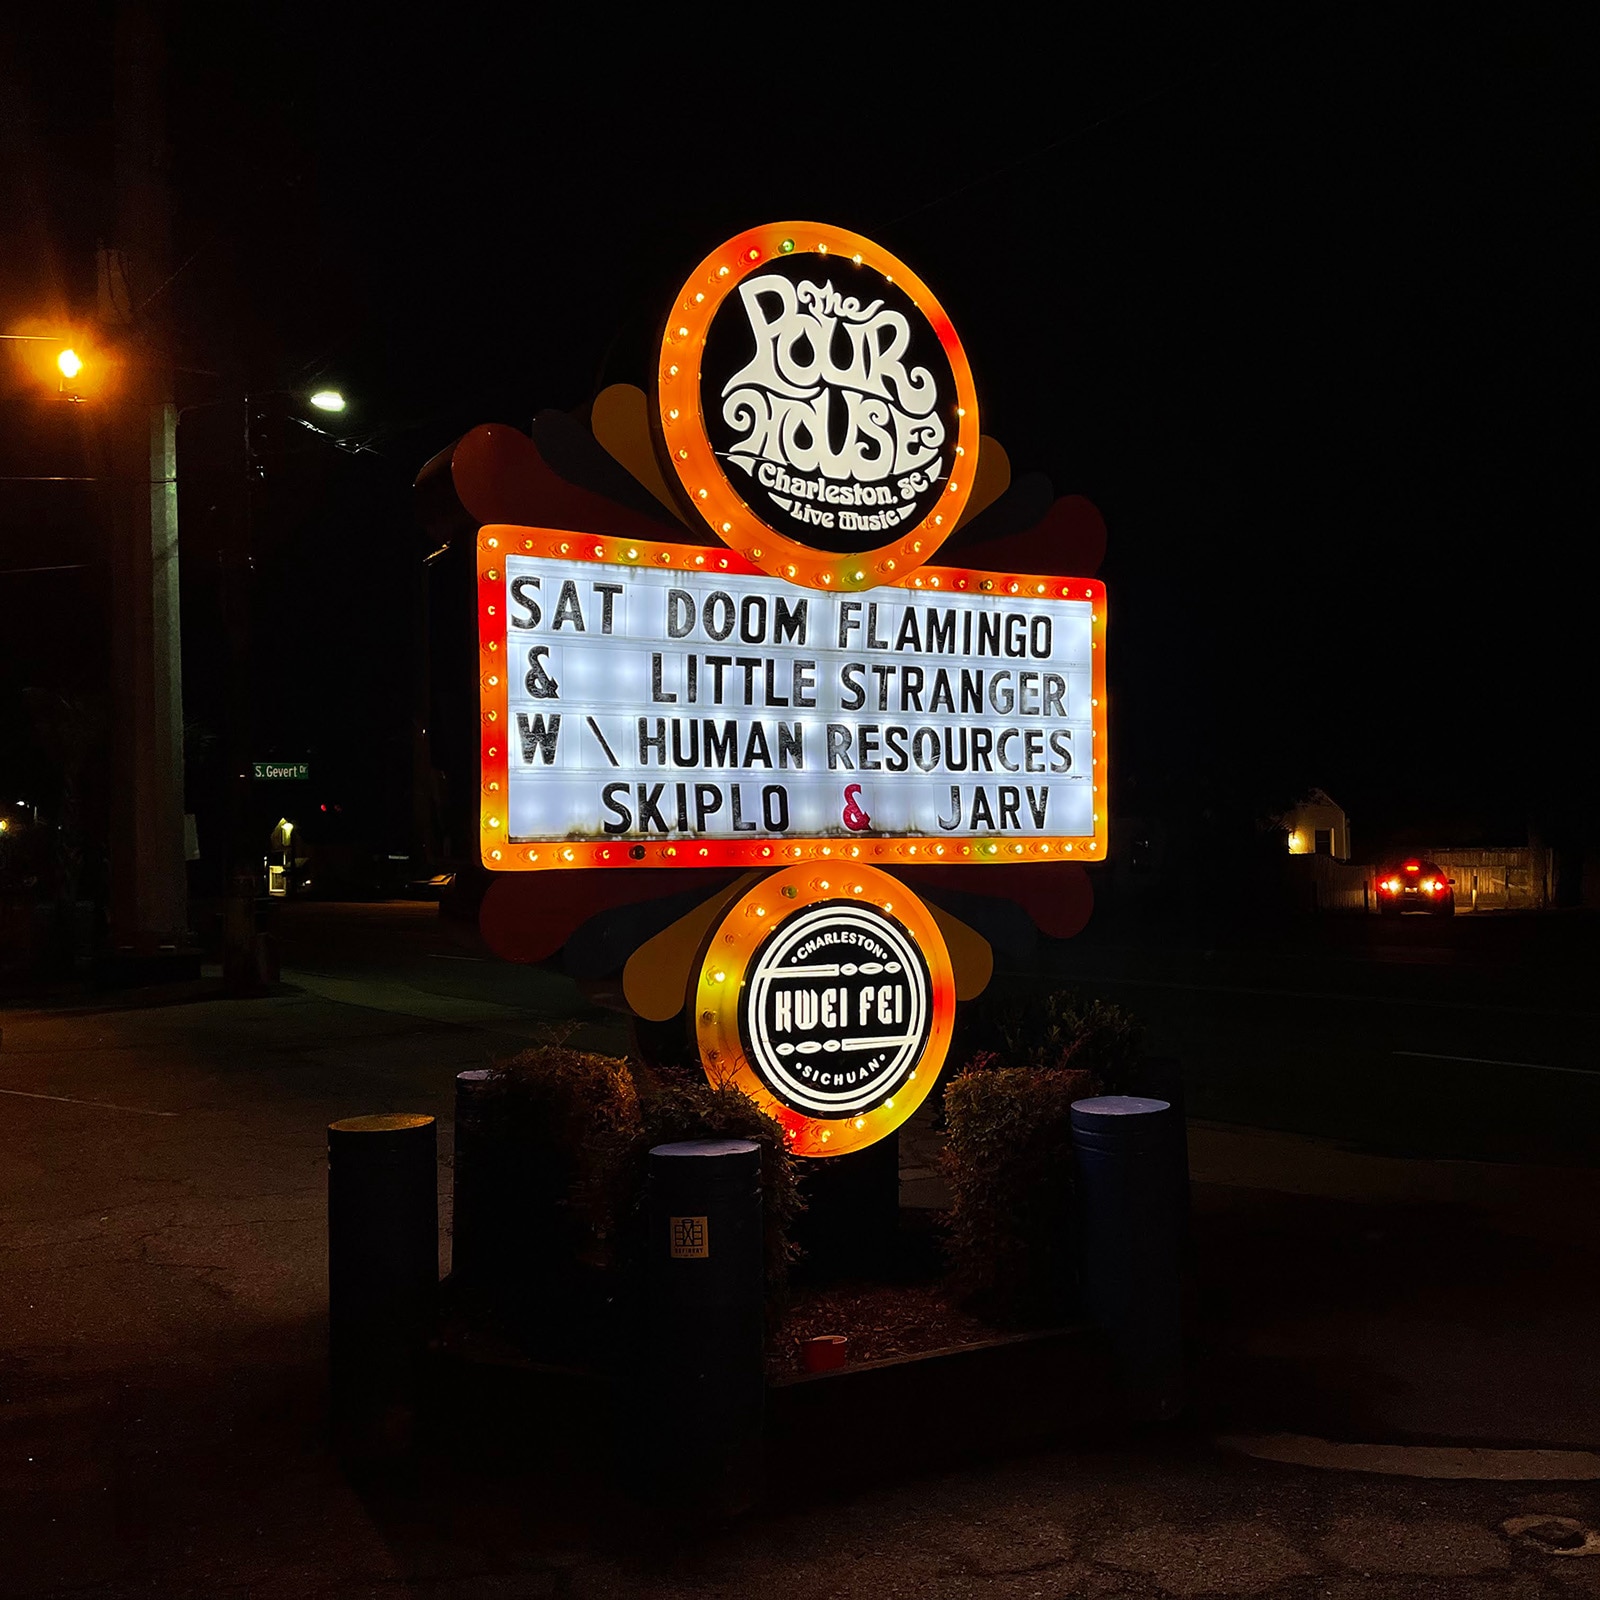 The
POUR
HOUSE
Charleston, SC
Live Music
SAT DOOM FLAMINGO
& LITTLE STRANGER
W \ HUMAN RESOURCES
SKIPLO & JARV
•CHARLESTON•
KWEI FEI
•SICHUAN•
S. Gevert Dr